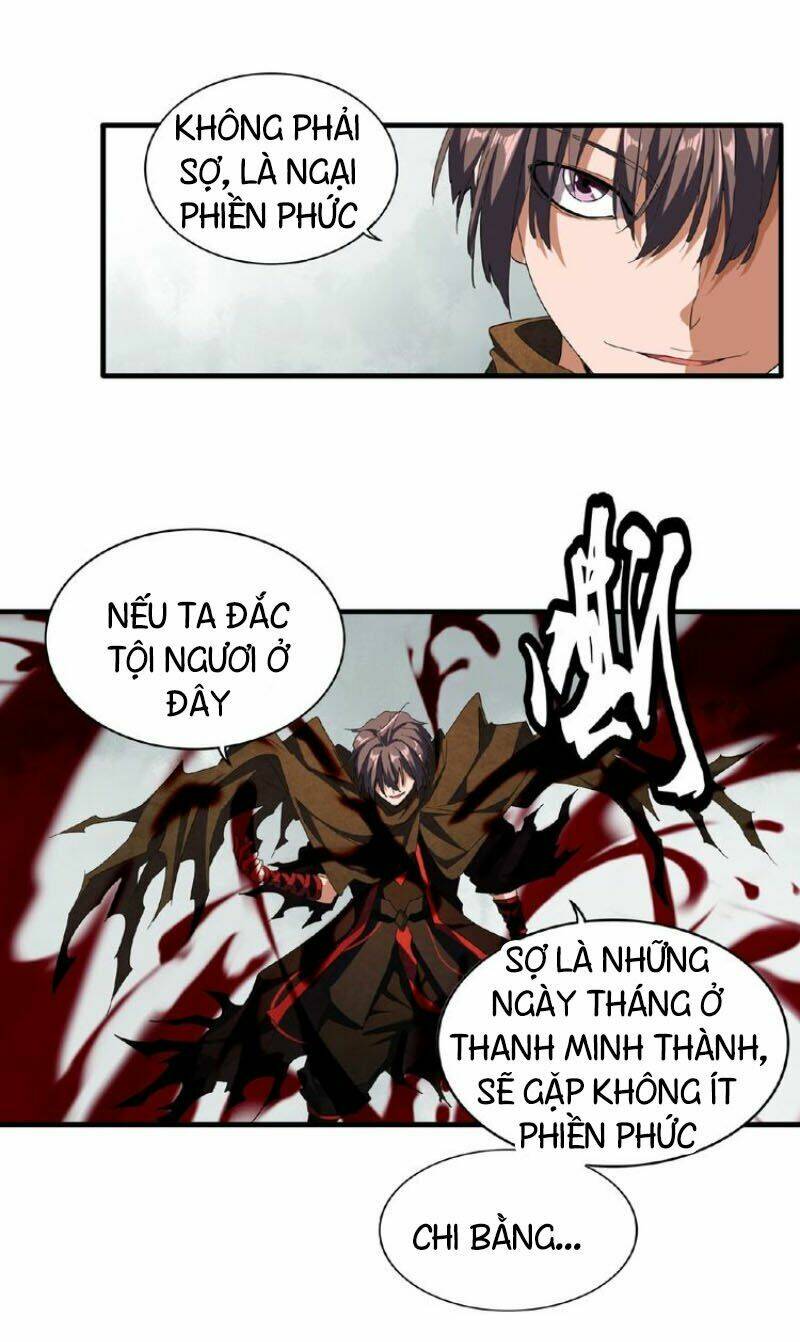 KHÔNG PHẢI
SỢ, LÀ NGẠI
PHIỀN PHỨC
NẾU TA ĐẮC
TỘI NGƯƠI Ở
ĐÂY
SỢ LÀ NHỮNG
NGÀY THÁNG Ở
THANH MINH THÀNH,
SẼ GẶP KHÔNG ÍT
PHIỀN PHỨC
CHI BẰNG...